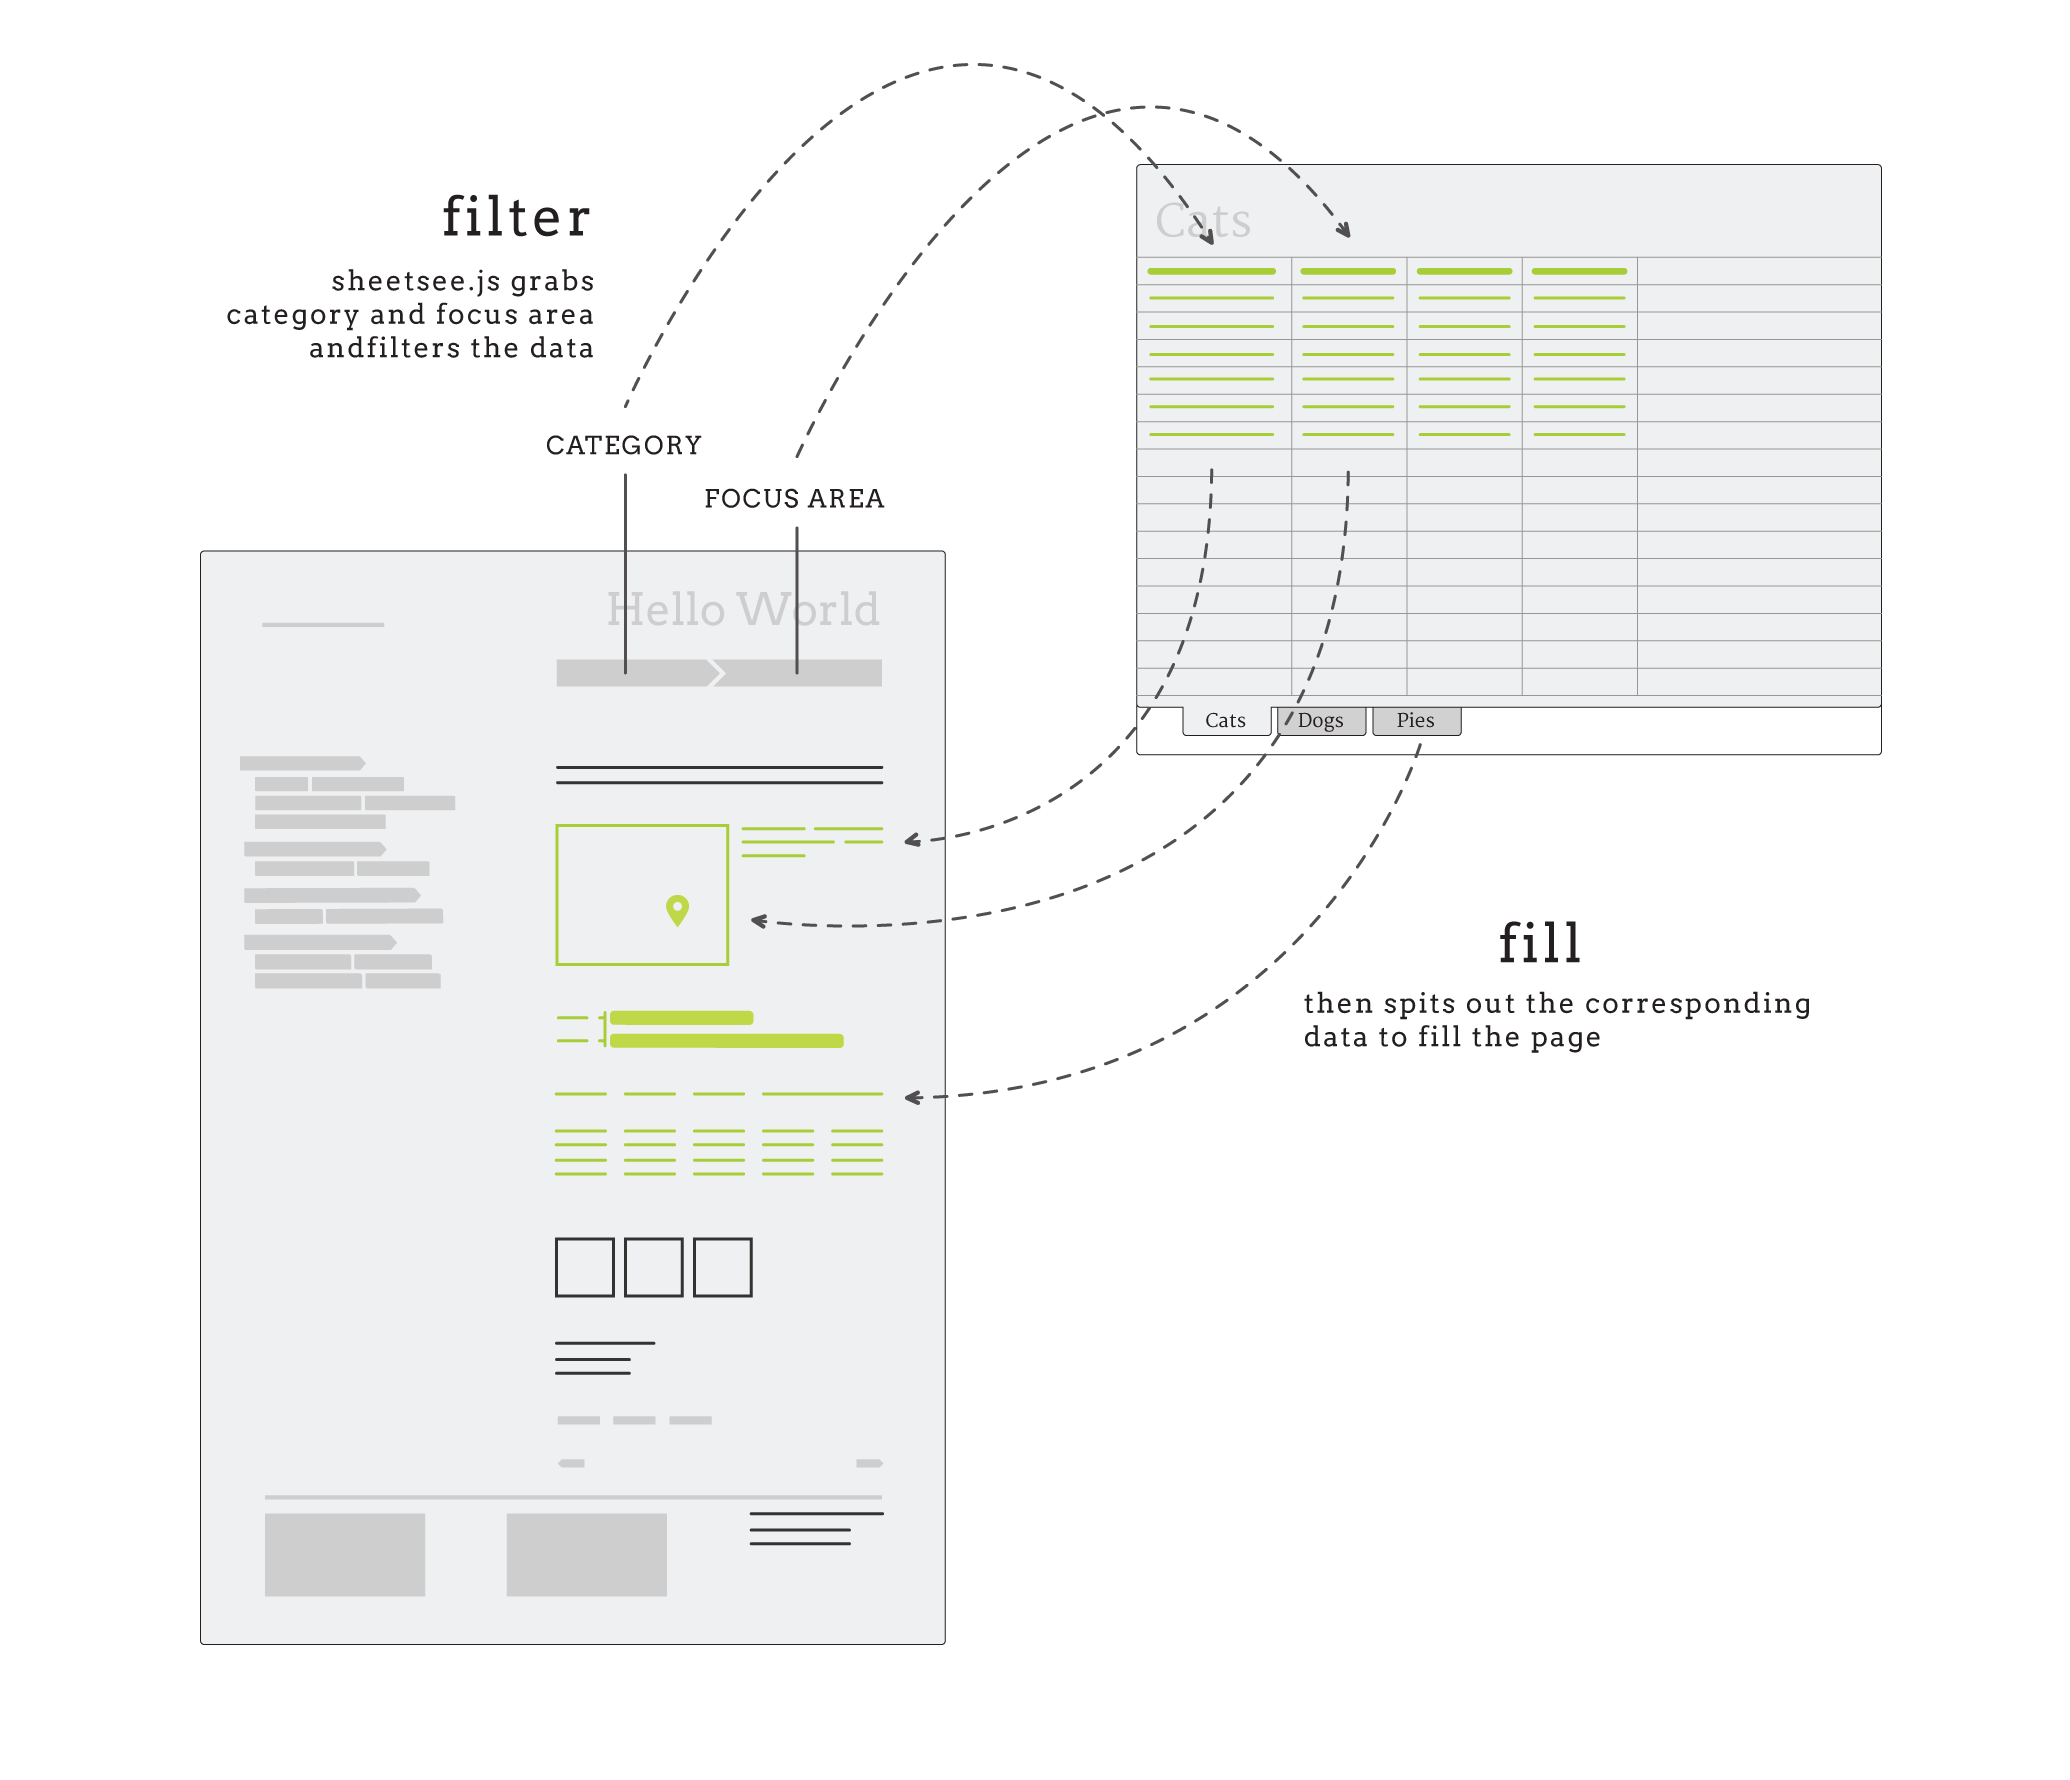 filter
sheetsee.js grabs
category and focus area
andfilters the data
CATEGORY
FOCUS AREA
Hello World
Cats
Cats
Dogs
Pies
fill
then spits out the corresponding
data to fill the page